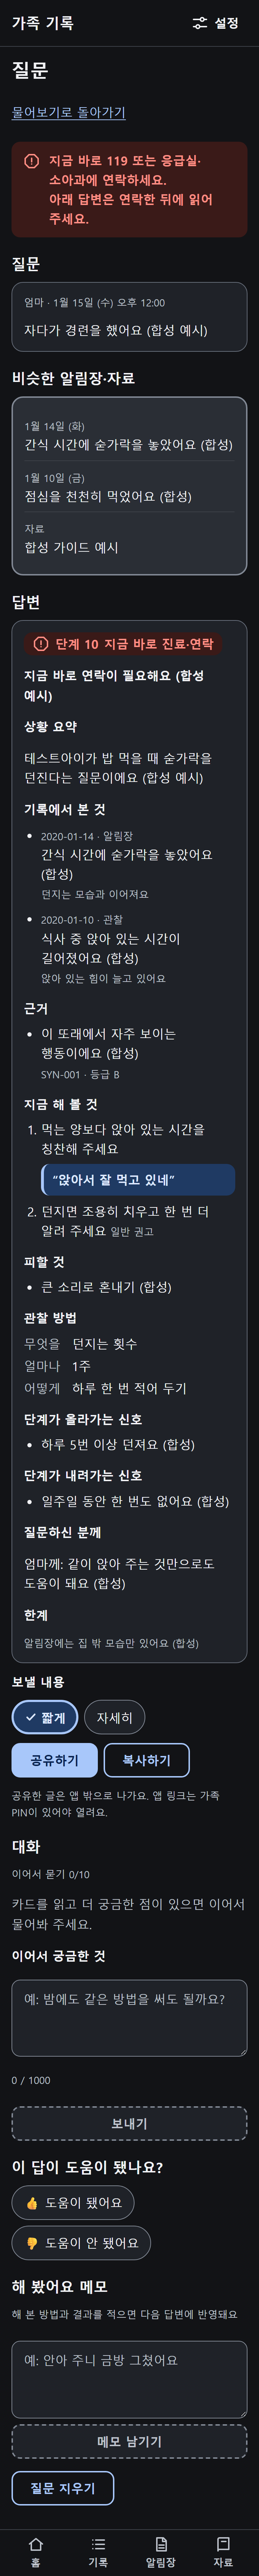 가족 기록
설정
질문
물어보기로 돌아가기
지금 바로 119 또는 응급실·
소아과에 연락하세요.
아래 답변은 연락한 뒤에 읽어
주세요.
질문
엄마 · 1월 15일 (수) 오후 12:00
자다가 경련을 했어요 (합성 예시)
비슷한 알림장·자료
1월 14일 (화)
간식 시간에 숟가락을 놓았어요 (합성)
1월 10일 (금)
점심을 천천히 먹었어요 (합성)
자료
합성 가이드 예시
답변
단계 10 지금 바로 진료·연락
지금 바로 연락이 필요해요 (합성
예시)
상황 요약
테스트아이가 밥 먹을 때 숟가락을
던진다는 질문이에요 (합성 예시)
기록에서 본 것
2020-01-14 · 알림장
간식 시간에 숟가락을 놓았어요
(합성)
던지는 모습과 이어져요
2020-01-10 · 관찰
식사 중 앉아 있는 시간이
길어졌어요 (합성)
앉아 있는 힘이 늘고 있어요
근거
이 또래에서 자주 보이는
행동이에요 (합성)
SYN-001 · 등급 B
지금 해 볼 것
1. 먹는 양보다 앉아 있는 시간을
칭찬해 주세요
“앉아서 잘 먹고 있네”
2. 던지면 조용히 치우고 한 번 더
알려 주세요 일반 권고
피할 것
큰 소리로 혼내기 (합성)
관찰 방법
무엇을 던지는 횟수
얼마나 1주
어떻게 하루 한 번 적어 두기
단계가 올라가는 신호
하루 5번 이상 던져요 (합성)
단계가 내려가는 신호
일주일 동안 한 번도 없어요 (합성)
질문하신 분께
엄마께: 같이 앉아 주는 것만으로도
도움이 돼요 (합성)
한계
알림장에는 집 밖 모습만 있어요 (합성)
보낼 내용
짧게
자세히
공유하기
복사하기
공유한 글은 앱 밖으로 나가요. 앱 링크는 가족
PIN이 있어야 열려요.
대화
이어서 묻기 0/10
카드를 읽고 더 궁금한 점이 있으면 이어서
물어봐 주세요.
이어서 궁금한 것
예: 밤에도 같은 방법을 써도 될까요?
0 / 1000
보내기
이 답이 도움이 됐나요?
👍 도움이 됐어요
👎 도움이 안 됐어요
해 봤어요 메모
해 본 방법과 결과를 적으면 다음 답변에 반영돼요
예: 안아 주니 금방 그쳤어요
메모 남기기
질문 지우기
홈
기록
알림장
자료